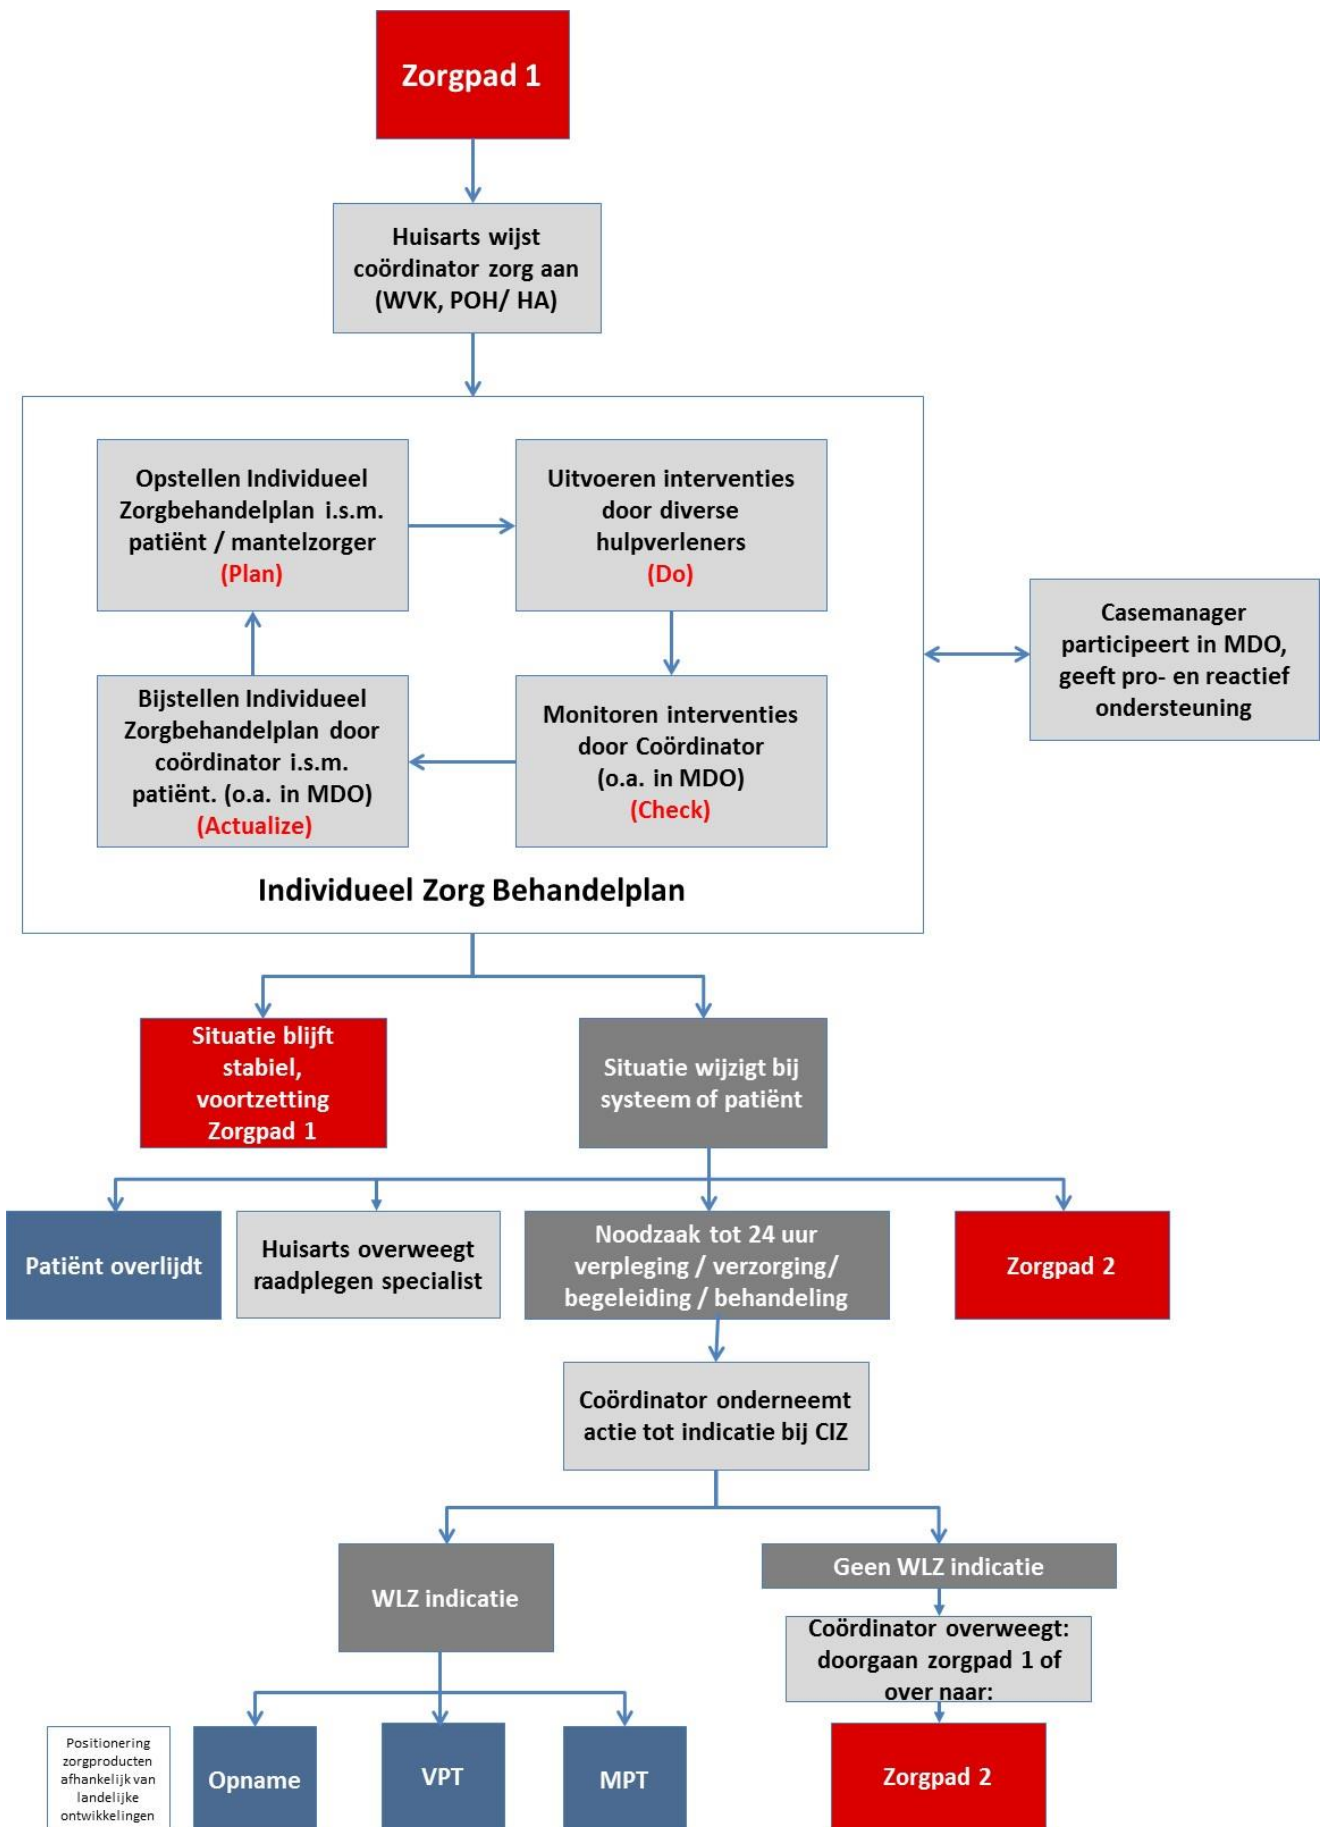 Zorgpad 1
Huisarts wijst
coördinator zorg aan
(WVK, POH/ HA)
Opstellen Individueel
Zorgbehandelplan i.s.m.
patiënt / mantelzorger
(Plan)
Uitvoeren interventies
door diverse
hulpverleners
(Do)
Casemanager
participeert in MDO,
geeft pro- en reactief
ondersteuning
Bijstellen Individueel
Zorgbehandelplan door
coördinator i.s.m.
patiënt. (o.a. in MDO)
(Actualize)
Monitoren interventies
door Coördinator
(o.a. in MDO)
(Check)
Individueel Zorg Behandelplan
Situatie blijft
stabiel,
voortzetting
Zorgpad 1
Situatie wijzigt bij
systeem of patiënt
Patiënt overlijdt
Huisarts overweegt
raadplegen specialist
Noodzaak tot 24 uur
verpleging / verzorging/
begeleiding / behandeling
Zorgpad 2
Coördinator onderneemt
actie tot indicatie bij CIZ
WLZ indicatie
Geen WLZ indicatie
Coördinator overweegt:
doorgaan zorgpad 1 of
over naar:
Positionering
zorgproducten
afhankelijk van
landelijke
ontwikkelingen
Opname
VPT
MPT
Zorgpad 2